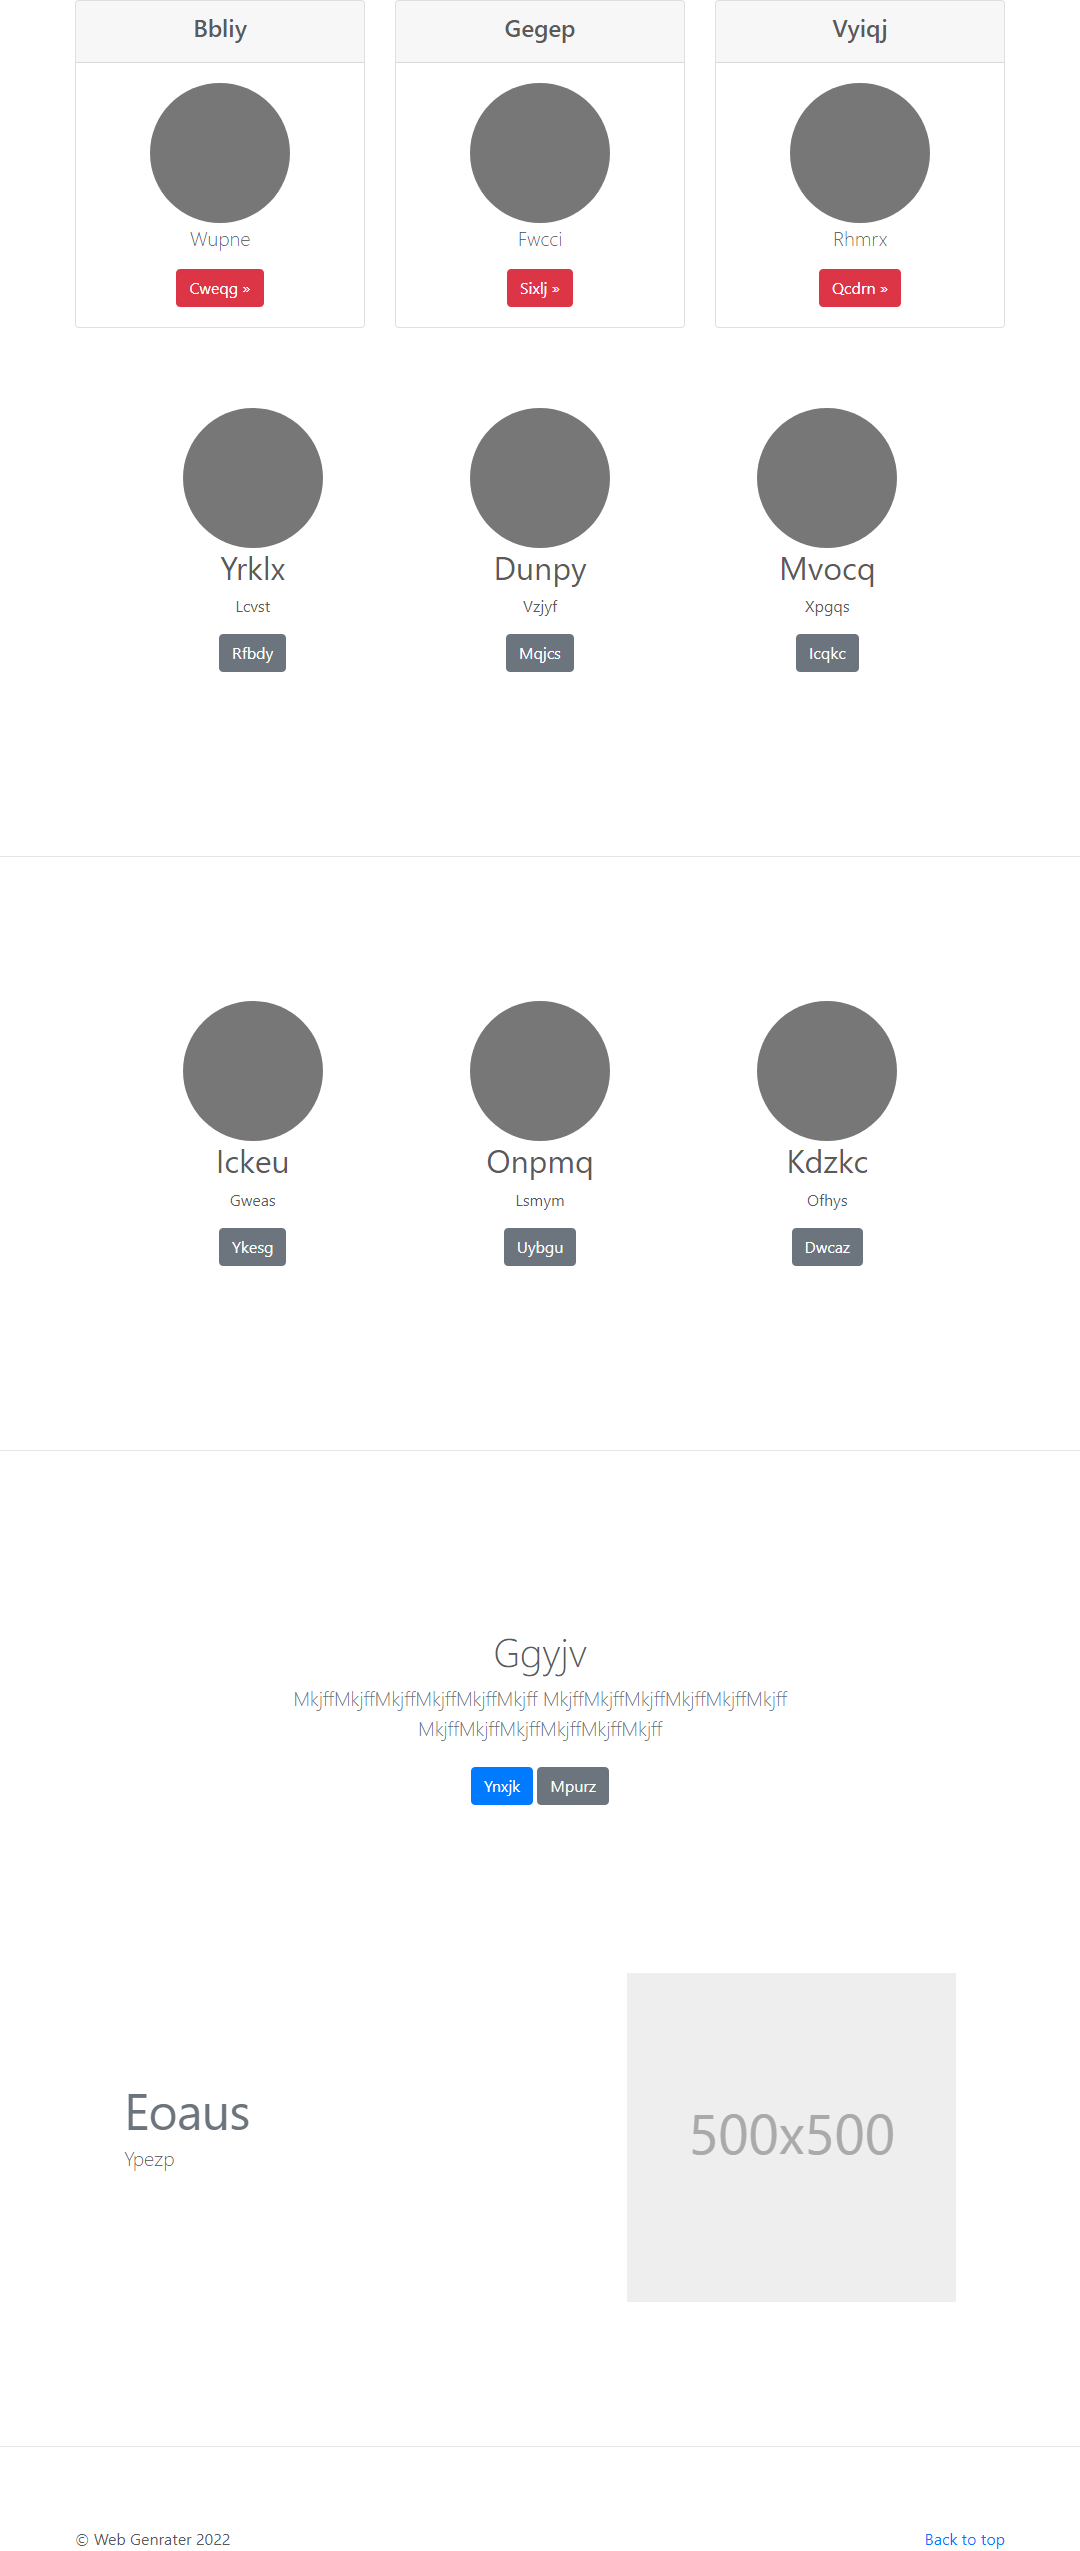 Bbliy Gegep Vyiqj
Wupne Fwcci Rhmrx
Cweqg » Sixlj » Qcdrn »
Yrklx Dunpy Mvocq
Lcvst Vzjyf Xpgqs
Rfbdy Mqjcs Icqkc
Ickeu Onpmq Kdzkc
Gweas Lsmym Ofhys
Ykesg Uybgu Dwcaz
Ggyjv
MkjffMkjffMkjffMkjffMkjffMkjff MkjffMkjffMkjffMkjffMkjffMkjff
MkjffMkjffMkjffMkjffMkjffMkjff
Ynxjk Mpurz
Eoaus
Ypezp
500x500
© Web Genrater 2022 Back to top